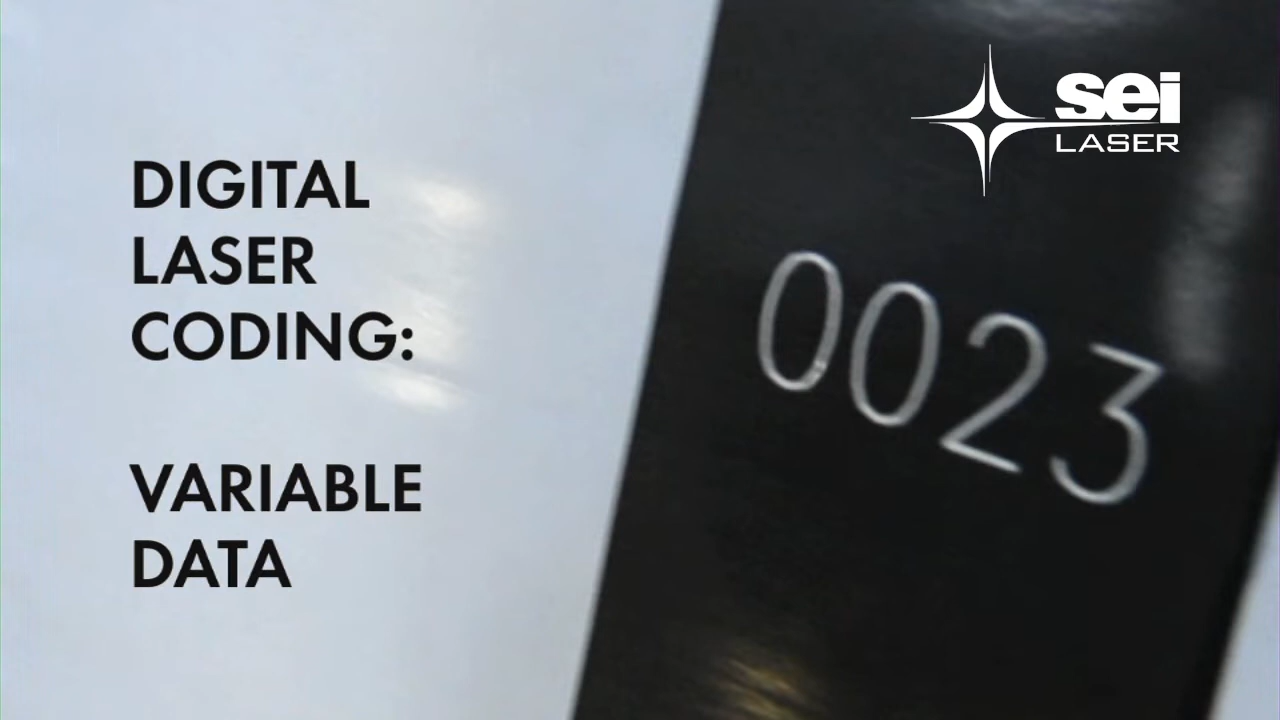 DIGITAL
LASER
CODING:
VARIABLE
DATA
sei
LASER
0023